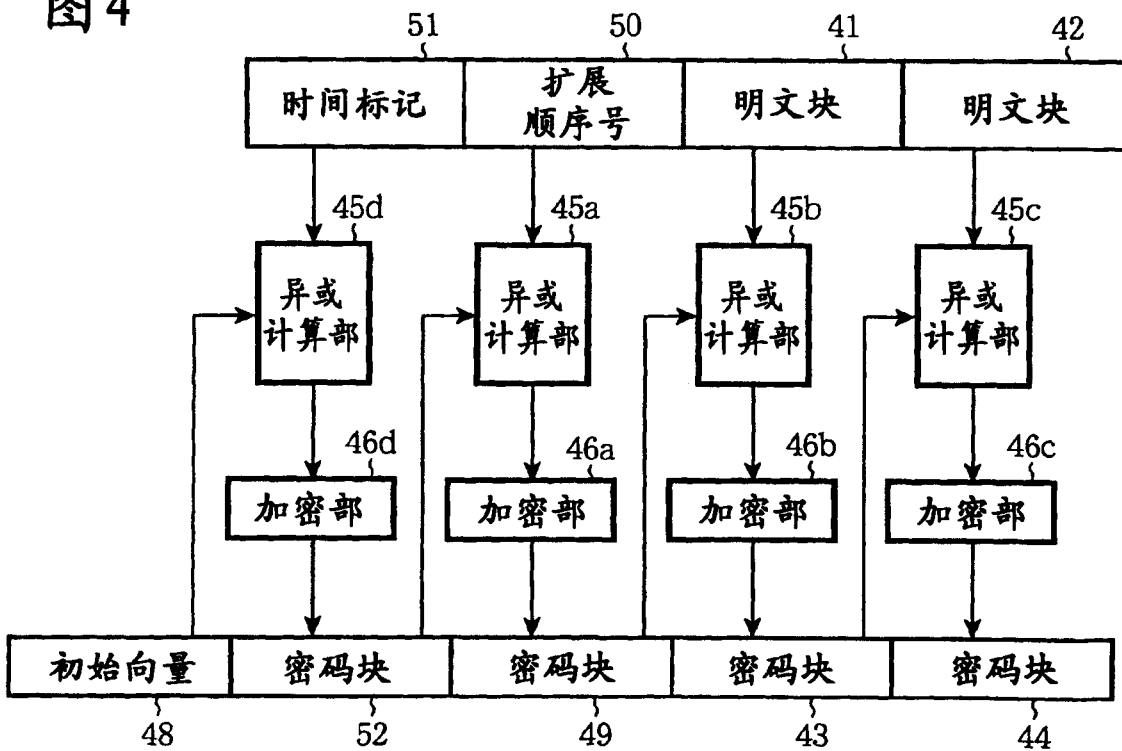 图4
51 50 41 42
时间标记 扩展 明文块 明文块
顺序号
45d 45a 45b 45c
异或 异或 异或 异或
计算部 计算部 计算部 计算部
46d 46a 46b 46c
加密部 加密部 加密部 加密部
初始向量 密码块 密码块 密码块 密码块
48 52 49 43 44